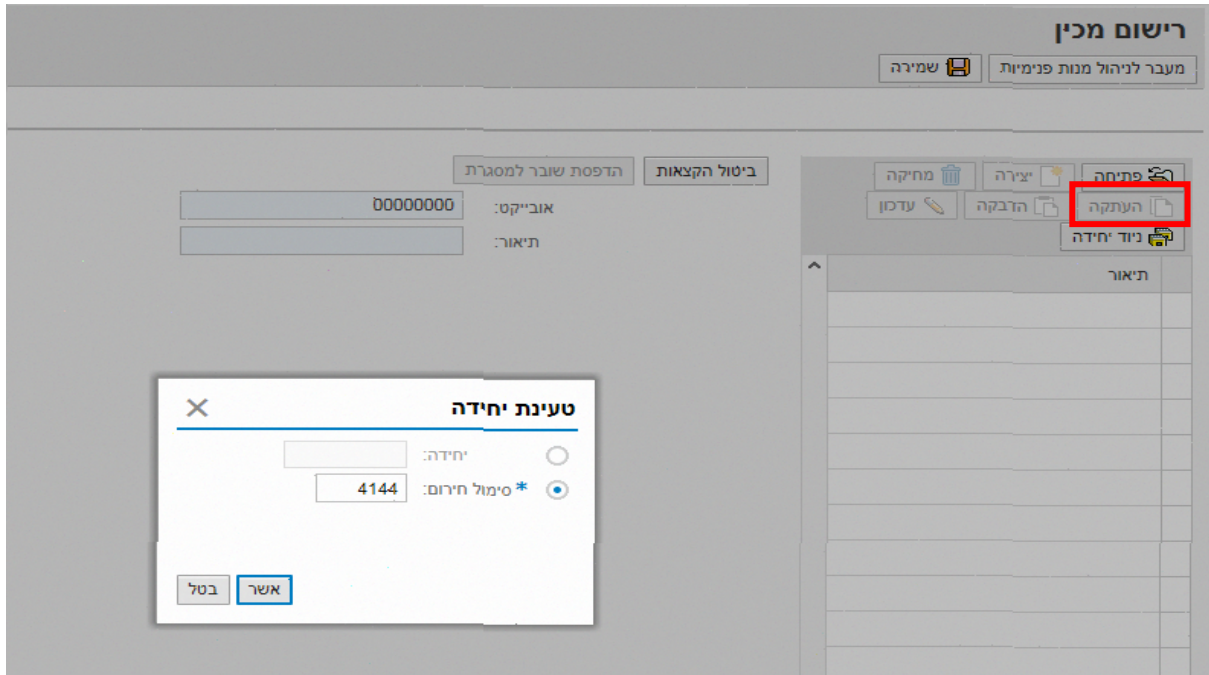 רישום מכין
מעבר לניהול מנות פנימיות שמירה
פתיחה יצירה מחיקה
העתקה הדבקה עדכון
ניוד יחידה
תיאור
ביטול הקצאות הדפסת שובר למסגרת
אובייקט: 00000000
תיאור:
טעינת יחידה
יחידה:
* סימול חירום: 4144
אשר בטל